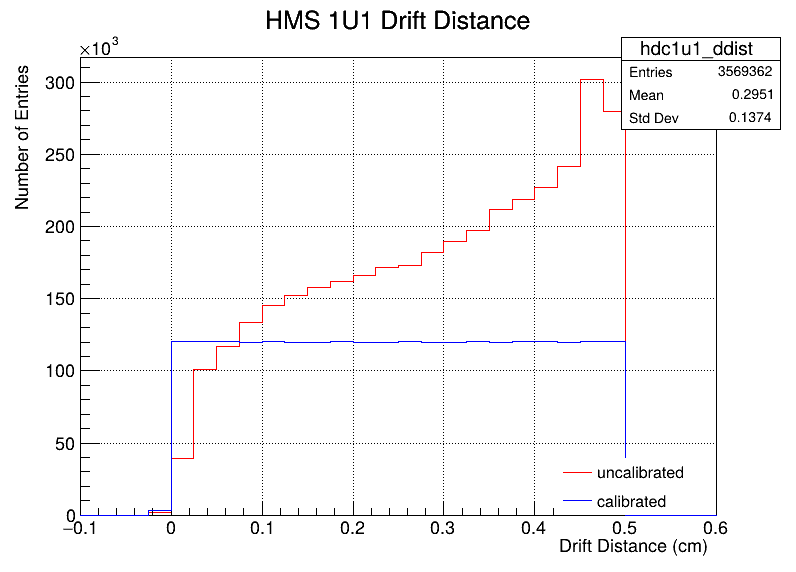 HMS 1U1 Drift Distance
×10³
hdc1u1_ddist
Entries 3569362
Mean 0.2951
Std Dev 0.1374
Number of Entries
300
250
200
150
100
50
0
uncalibrated
calibrated
−0.1 0 0.1 0.2 0.3 0.4 0.5 0.6
Drift Distance (cm)